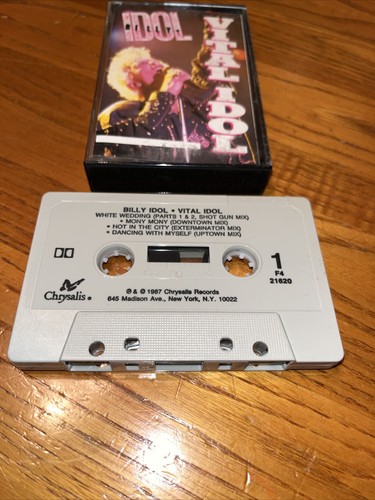 IDOL
VITAL IDOL
BILLY IDOL • VITAL IDOL
WHITE WEDDING (PARTS 1 & 2, SHOT GUN MIX)
• MONY MONY (DOWNTOWN MIX)
• HOT IN THE CITY (EXTERMINATOR MIX)
• DANCING WITH MYSELF (UPTOWN MIX)
1
F4
21620
Chrysalis®
℗ & © 1987 Chrysalis Records
645 Madison Ave., New York, N.Y. 10022